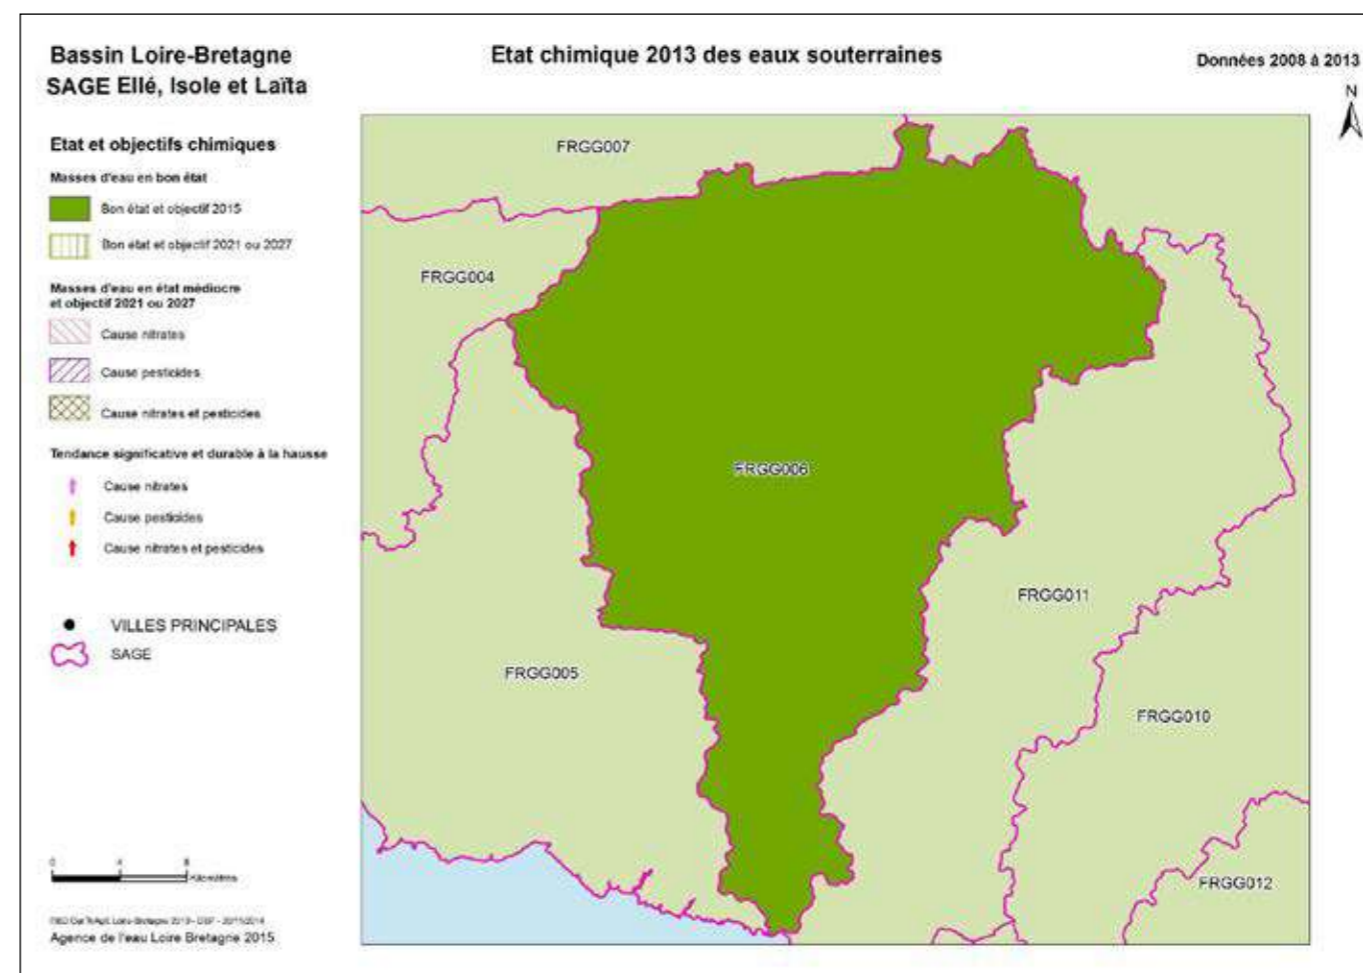 Bassin Loire-Bretagne
SAGE Ellé, Isole et Laïta
Etat chimique 2013 des eaux souterraines
Données 2008 à 2013
N
Etat et objectifs chimiques
Masses d'eau en bon état
Bon état et objectif 2015
Bon état et objectif 2021 ou 2027
Masses d'eau en état médiocre
et objectif 2021 ou 2027
Cause nitrates
Cause pesticides
Cause nitrates et pesticides
Tendance significative et durable à la hausse
Cause nitrates
Cause pesticides
Cause nitrates et pesticides
VILLES PRINCIPALES
SAGE
0 4 8
Kilomètres
Agence de l'eau Loire Bretagne 2015
FRGG007
FRGG004
FRGG006
FRGG011
FRGG005
FRGG010
FRGG012